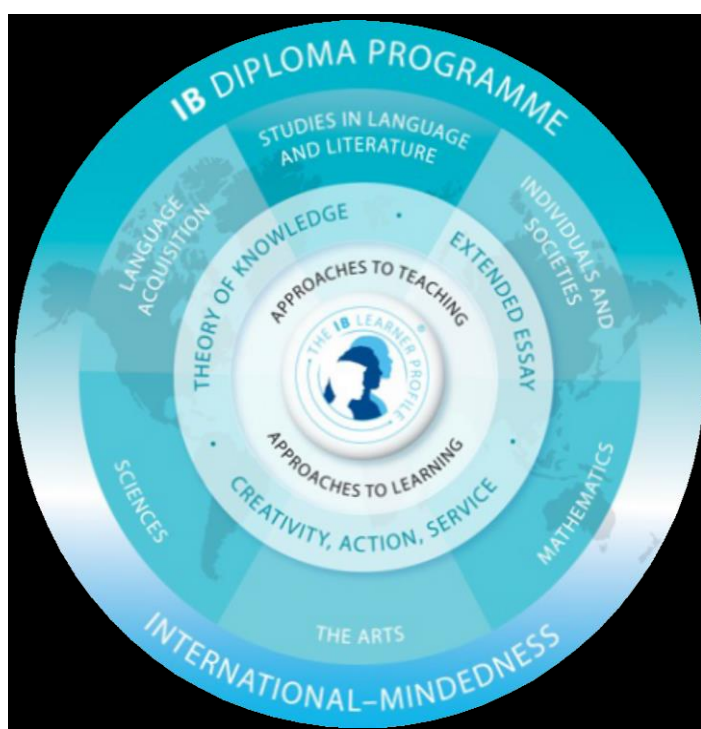 IB DIPLOMA PROGRAMME
STUDIES IN LANGUAGE
AND LITERATURE
LANGUAGE
ACQUISITION
INDIVIDUALS AND
SOCIETIES
THEORY OF KNOWLEDGE
EXTENDED ESSAY
APPROACHES TO TEACHING
THE IB LEARNER PROFILE
®
APPROACHES TO LEARNING
CREATIVITY, ACTION, SERVICE
SCIENCES
MATHEMATICS
THE ARTS
INTERNATIONAL–MINDEDNESS